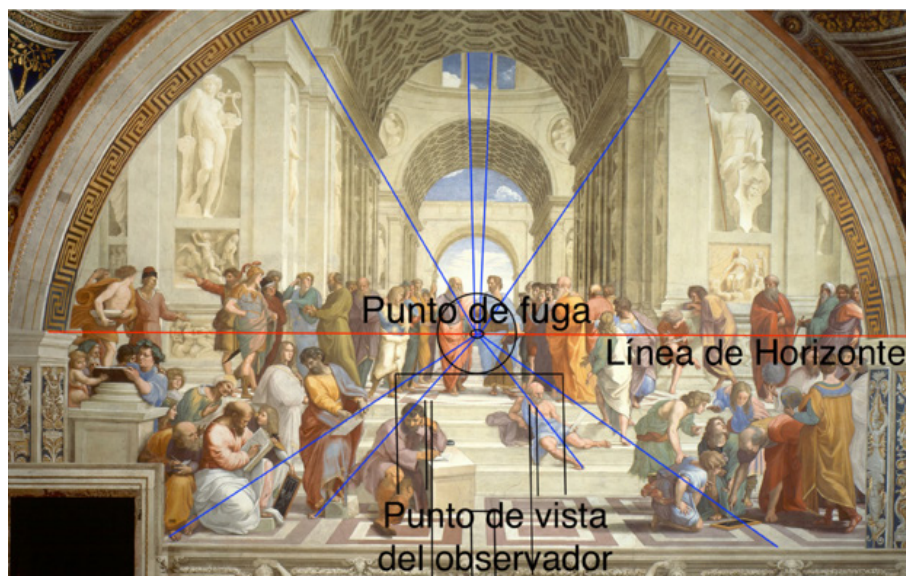 Punto de fuga
Línea de Horizonte
Punto de vista
del observador